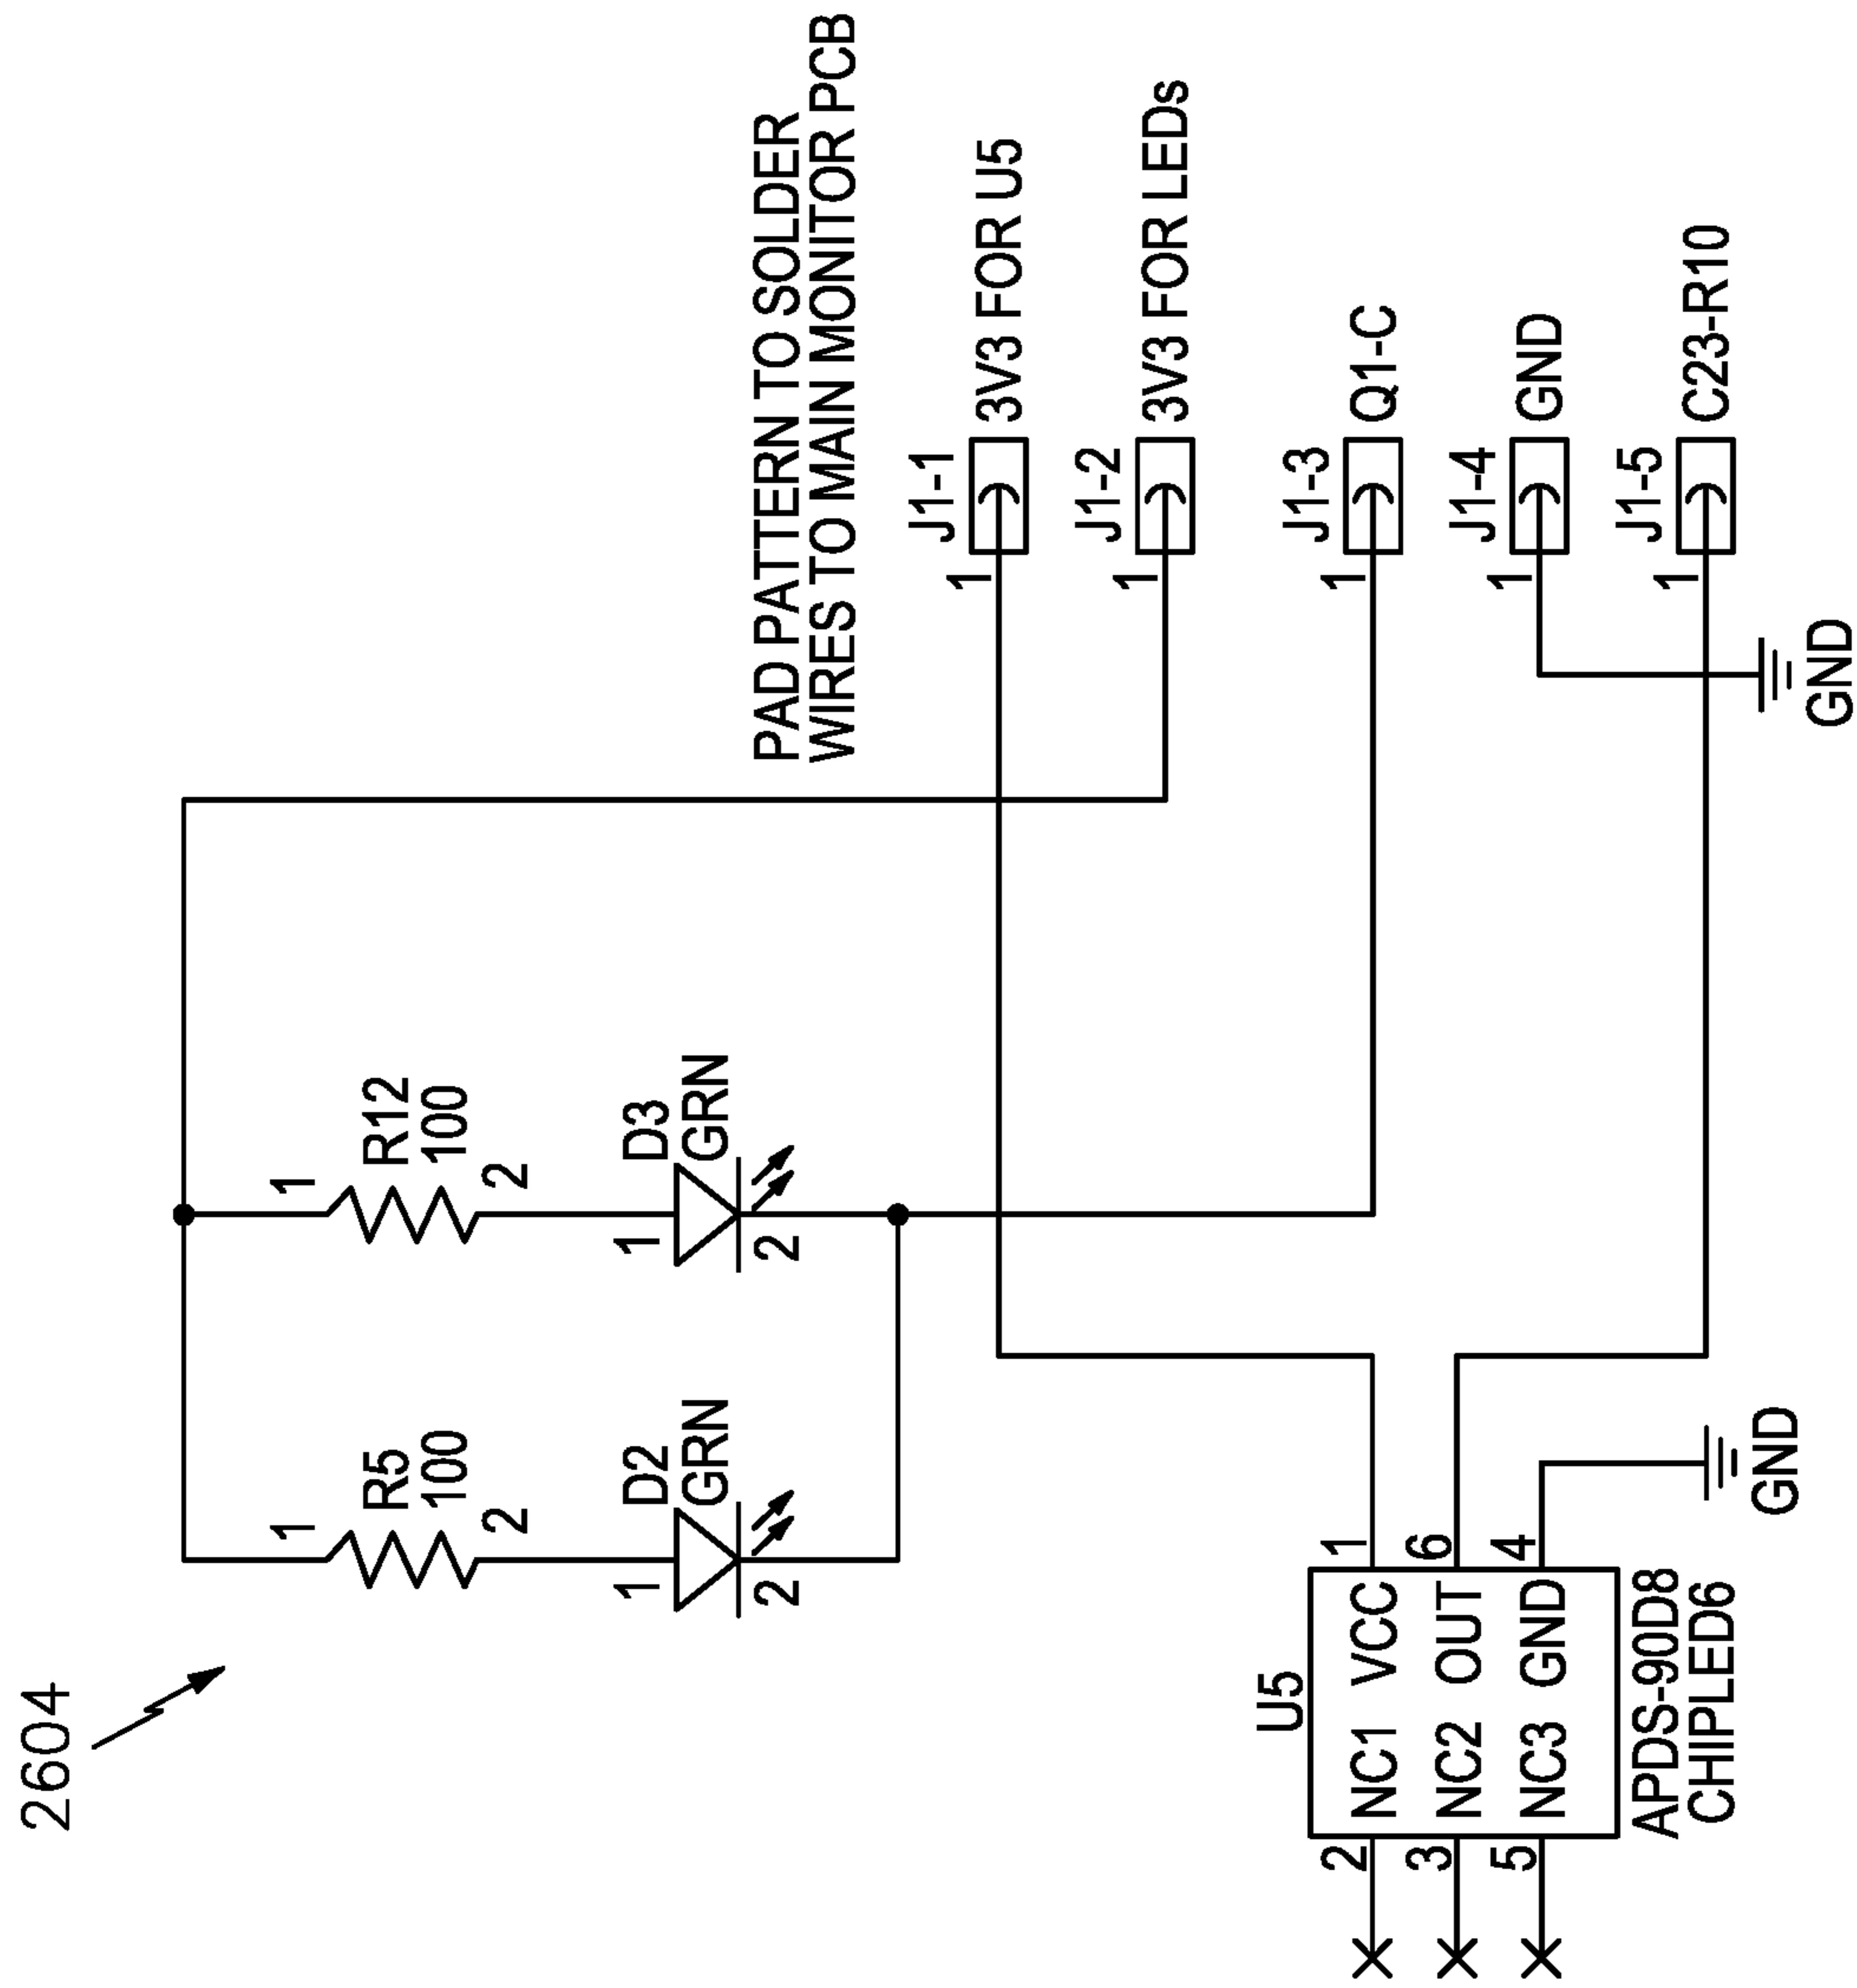 2604
R5
100
1
2
R12
100
1
2
D2
GRN
1
2
D3
GRN
1
2
PAD PATTERN TO SOLDER
WIRES TO MAIN MONITOR PCB
J1-1
1
3V3 FOR U5
J1-2
1
3V3 FOR LEDs
J1-3
1
Q1-C
J1-4
1
GND
J1-5
1
C23-R10
GND
U5
2 NC1 VCC 1
3 NC2 OUT 6
5 NC3 GND 4
APDS-90D8
CHIPLED6
GND